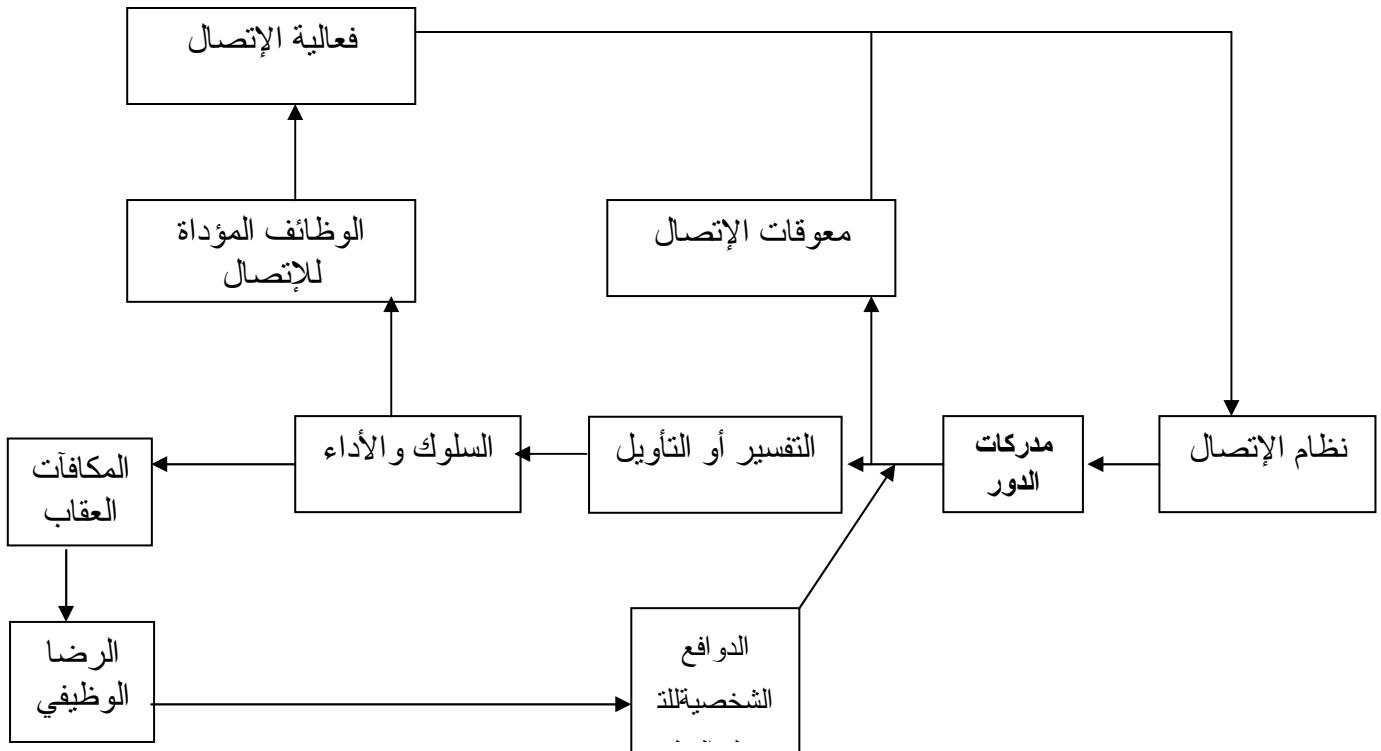 فعالية الإتصال
الوظائف المؤداة
للإتصال
معوقات الإتصال
نظام الإتصال
مدركات
الدور
التفسير أو التأويل
السلوك والأداء
المكافآت
العقاب
الرضا
الوظيفي
الدوافع
الشخصيةللتـ